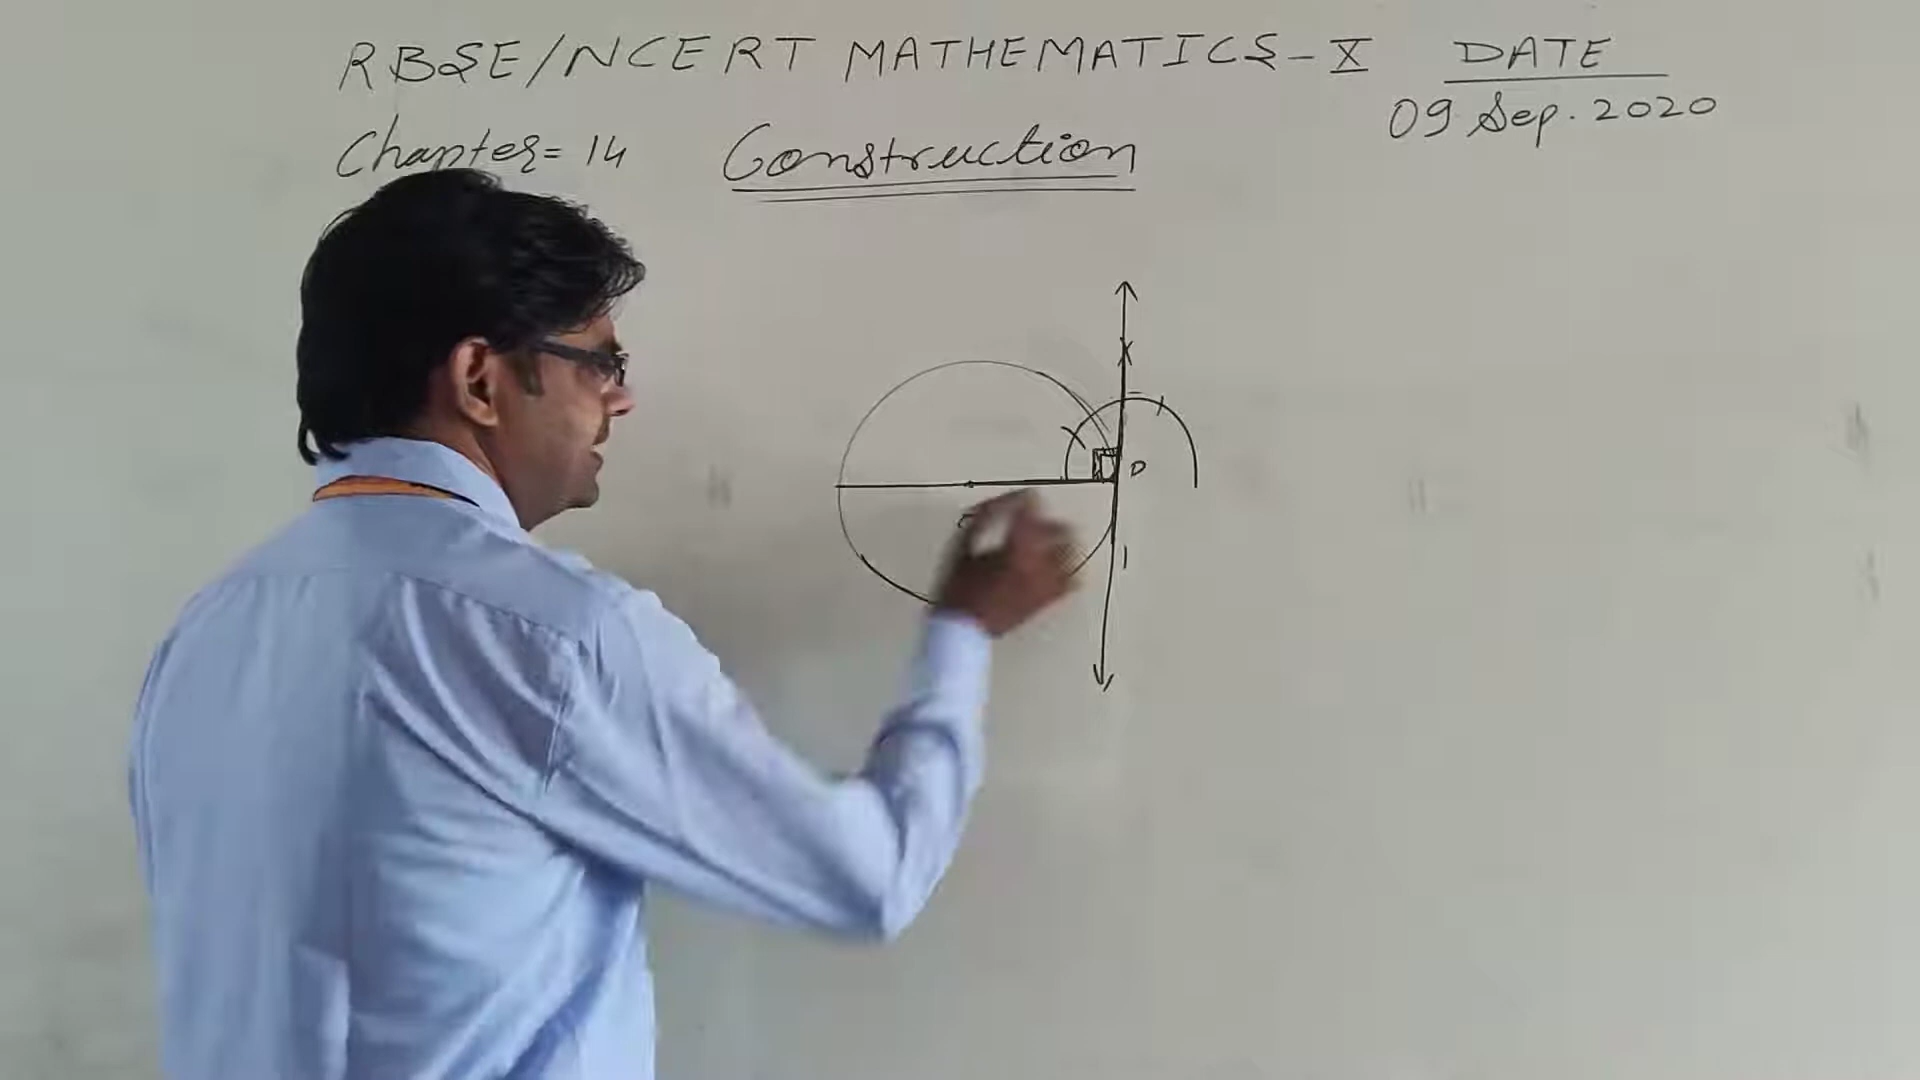 RBSE/NCERT MATHEMATICS-X DATE
09 Sep. 2020
Chapter= 14 Construction